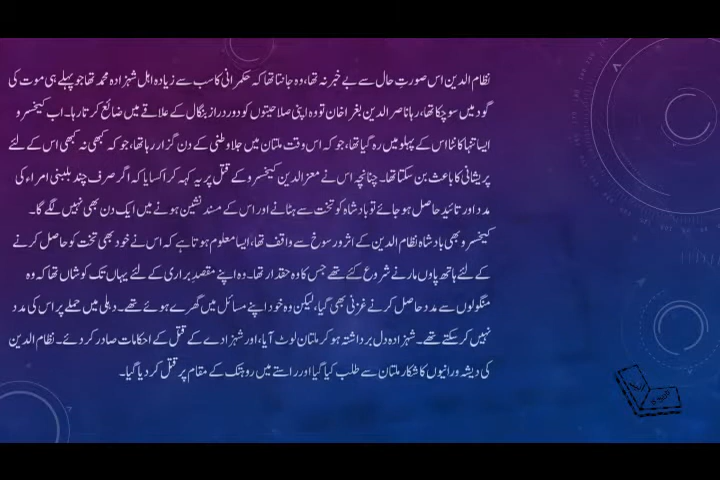 نظام الدین اس صورتِ حال سے بے خبر نہ تھا، وہ جانتا تھا کہ حکمرانی کا سب سے زیادہ اہل شہزادہ محمد تھا جو پہلے ہی موت کی
گود میں سو چکا تھا، رہا ناصر الدین بغرا خان تو وہ اپنی صلاحیتوں کو دور دراز بنگال کے علاقے میں ضائع کر تا رہا۔ اب کیخسر و
ایسا تنہا کانٹا اس کے پہلو میں رہ گیا تھا، جو کہ اس وقت ملتان میں جلاوطنی کے دن گزار رہا تھا، جو کہ کبھی نہ کبھی اس کے لئے
پریشانی کا باعث بن سکتا تھا۔ چنانچہ اس نے معز الدین کیخسر و کے قتل پر یہ کہہ کر اکسایا کہ اگر صرف چند بلبنی امراء کی
مدد اور تائید حاصل ہو جائے تو بادشاہ کو تخت سے ہٹانے اور اس کے مسند نشین ہونے میں ایک دن بھی نہیں لگے گا۔
کیخسر و بھی بادشاہ نظام الدین کے اثر و رسوخ سے واقف تھا، ایسا معلوم ہوتا ہے کہ اس نے خود بھی تخت کو حاصل کرنے
کے لئے ہاتھ پاوں مارنے شروع کئے تھے جس کا وہ حقدار تھا۔ وہ اپنے مقصد براری کے لئے یہاں تک کوشاں تھا کہ وہ
منگولوں سے مدد حاصل کرنے غزنی بھی گیا، لیکن وہ خود اپنے مسائل میں گھرے ہوئے تھے۔ دہلی میں حملے پر اس کی مدد
نہیں کر سکتے تھے۔ شہزادہ دل برداشتہ ہو کر ملتان لوٹ آیا، اور شہزادے کے قتل کے احکامات صادر کر دئے۔ نظام الدین
کی دیشہ ورانیوں کا شکار ملتان سے طلب کیا گیا اور راستے میں روہتک کے مقام پر قتل کر دیا گیا۔